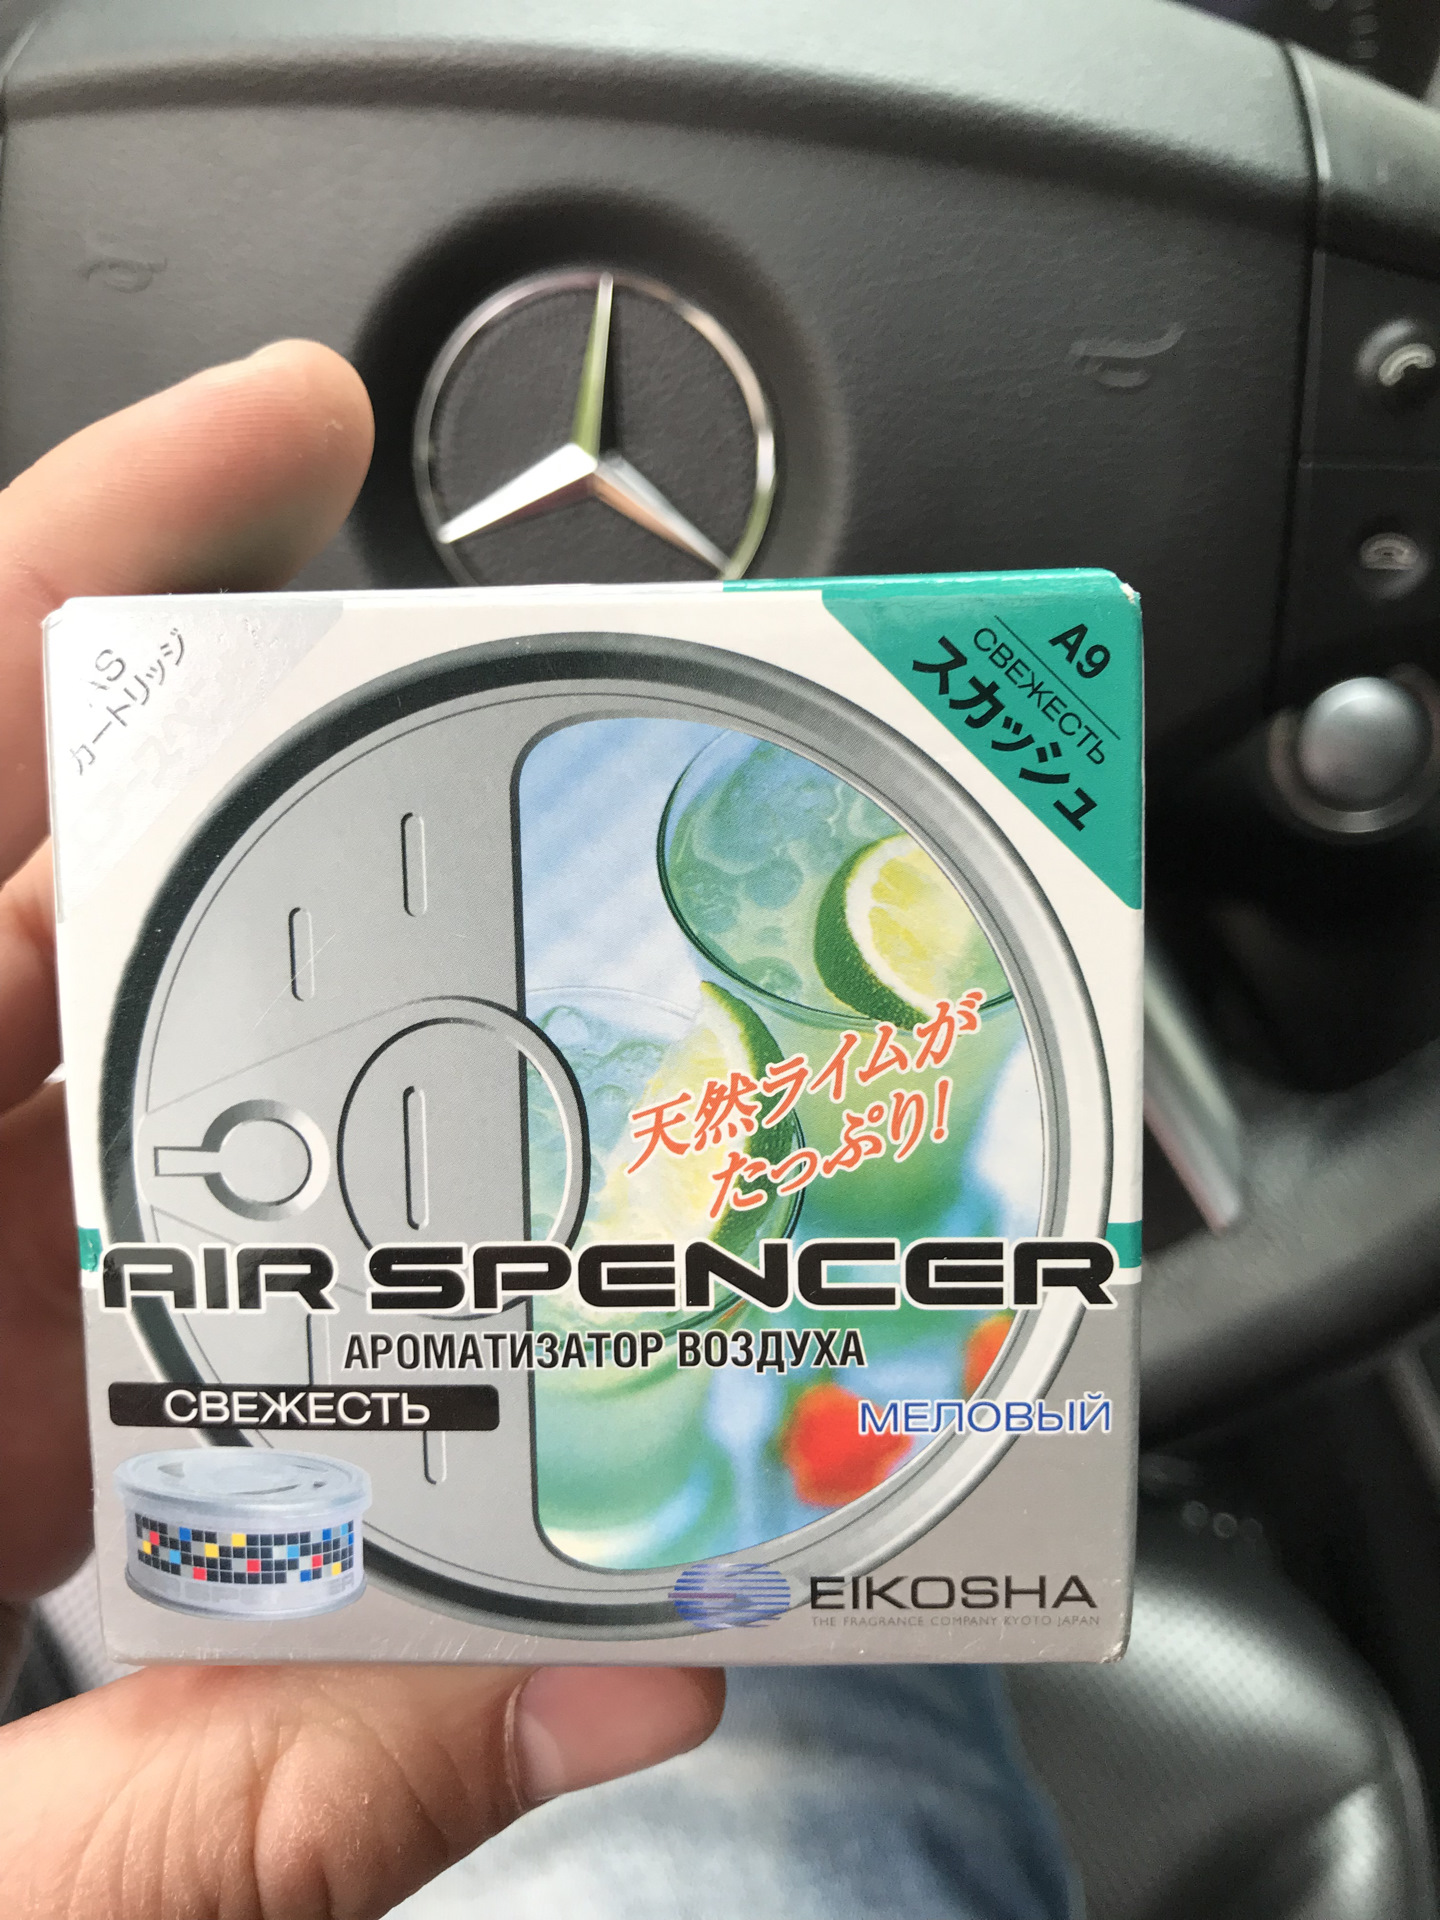 カートリッジ
A9
СВЕЖЕСТЬ
スカッシュ
天然ライムが
たっぷり!
AIR SPENCER
АРОМАТИЗАТОР ВОЗДУХА
СВЕЖЕСТЬ
МЕЛОВЫЙ
EIKOSHA
THE FRAGRANCE COMPANY KYOTO JAPAN